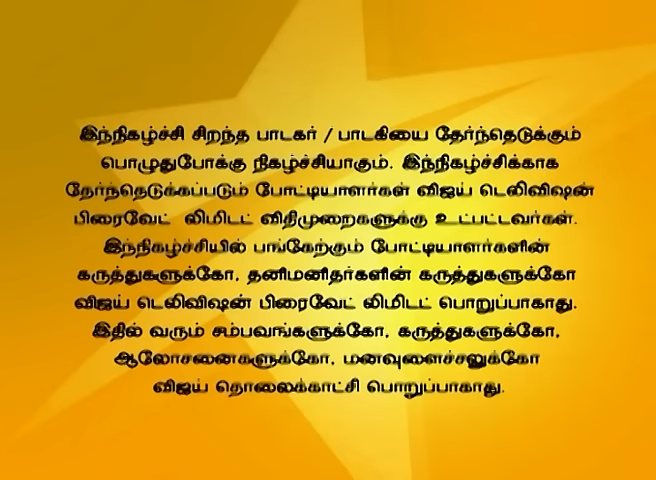 இந்நிகழ்ச்சி சிறந்த பாடகர் / பாடகியை தேர்ந்தெடுக்கும்
பொழுதுபோக்கு நிகழ்ச்சியாகும். இந்நிகழ்ச்சிக்காக
தேர்ந்தெடுக்கப்படும் போட்டியாளர்கள் விஜய் டெலிவிஷன்
பிரைவேட் லிமிடட் விதிமுறைகளுக்கு உட்பட்டவர்கள்.
இந்நிகழ்ச்சியில் பங்கேற்கும் போட்டியாளர்களின்
கருத்துகளுக்கோ, தனிமனிதர்களின் கருத்துகளுக்கோ
விஜய் டெலிவிஷன் பிரைவேட் லிமிடட் பொறுப்பாகாது.
இதில் வரும் சம்பவங்களுக்கோ, கருத்துகளுக்கோ,
ஆலோசனைகளுக்கோ, மனவுளைச்சலுக்கோ
விஜய் தொலைக்காட்சி பொறுப்பாகாது.